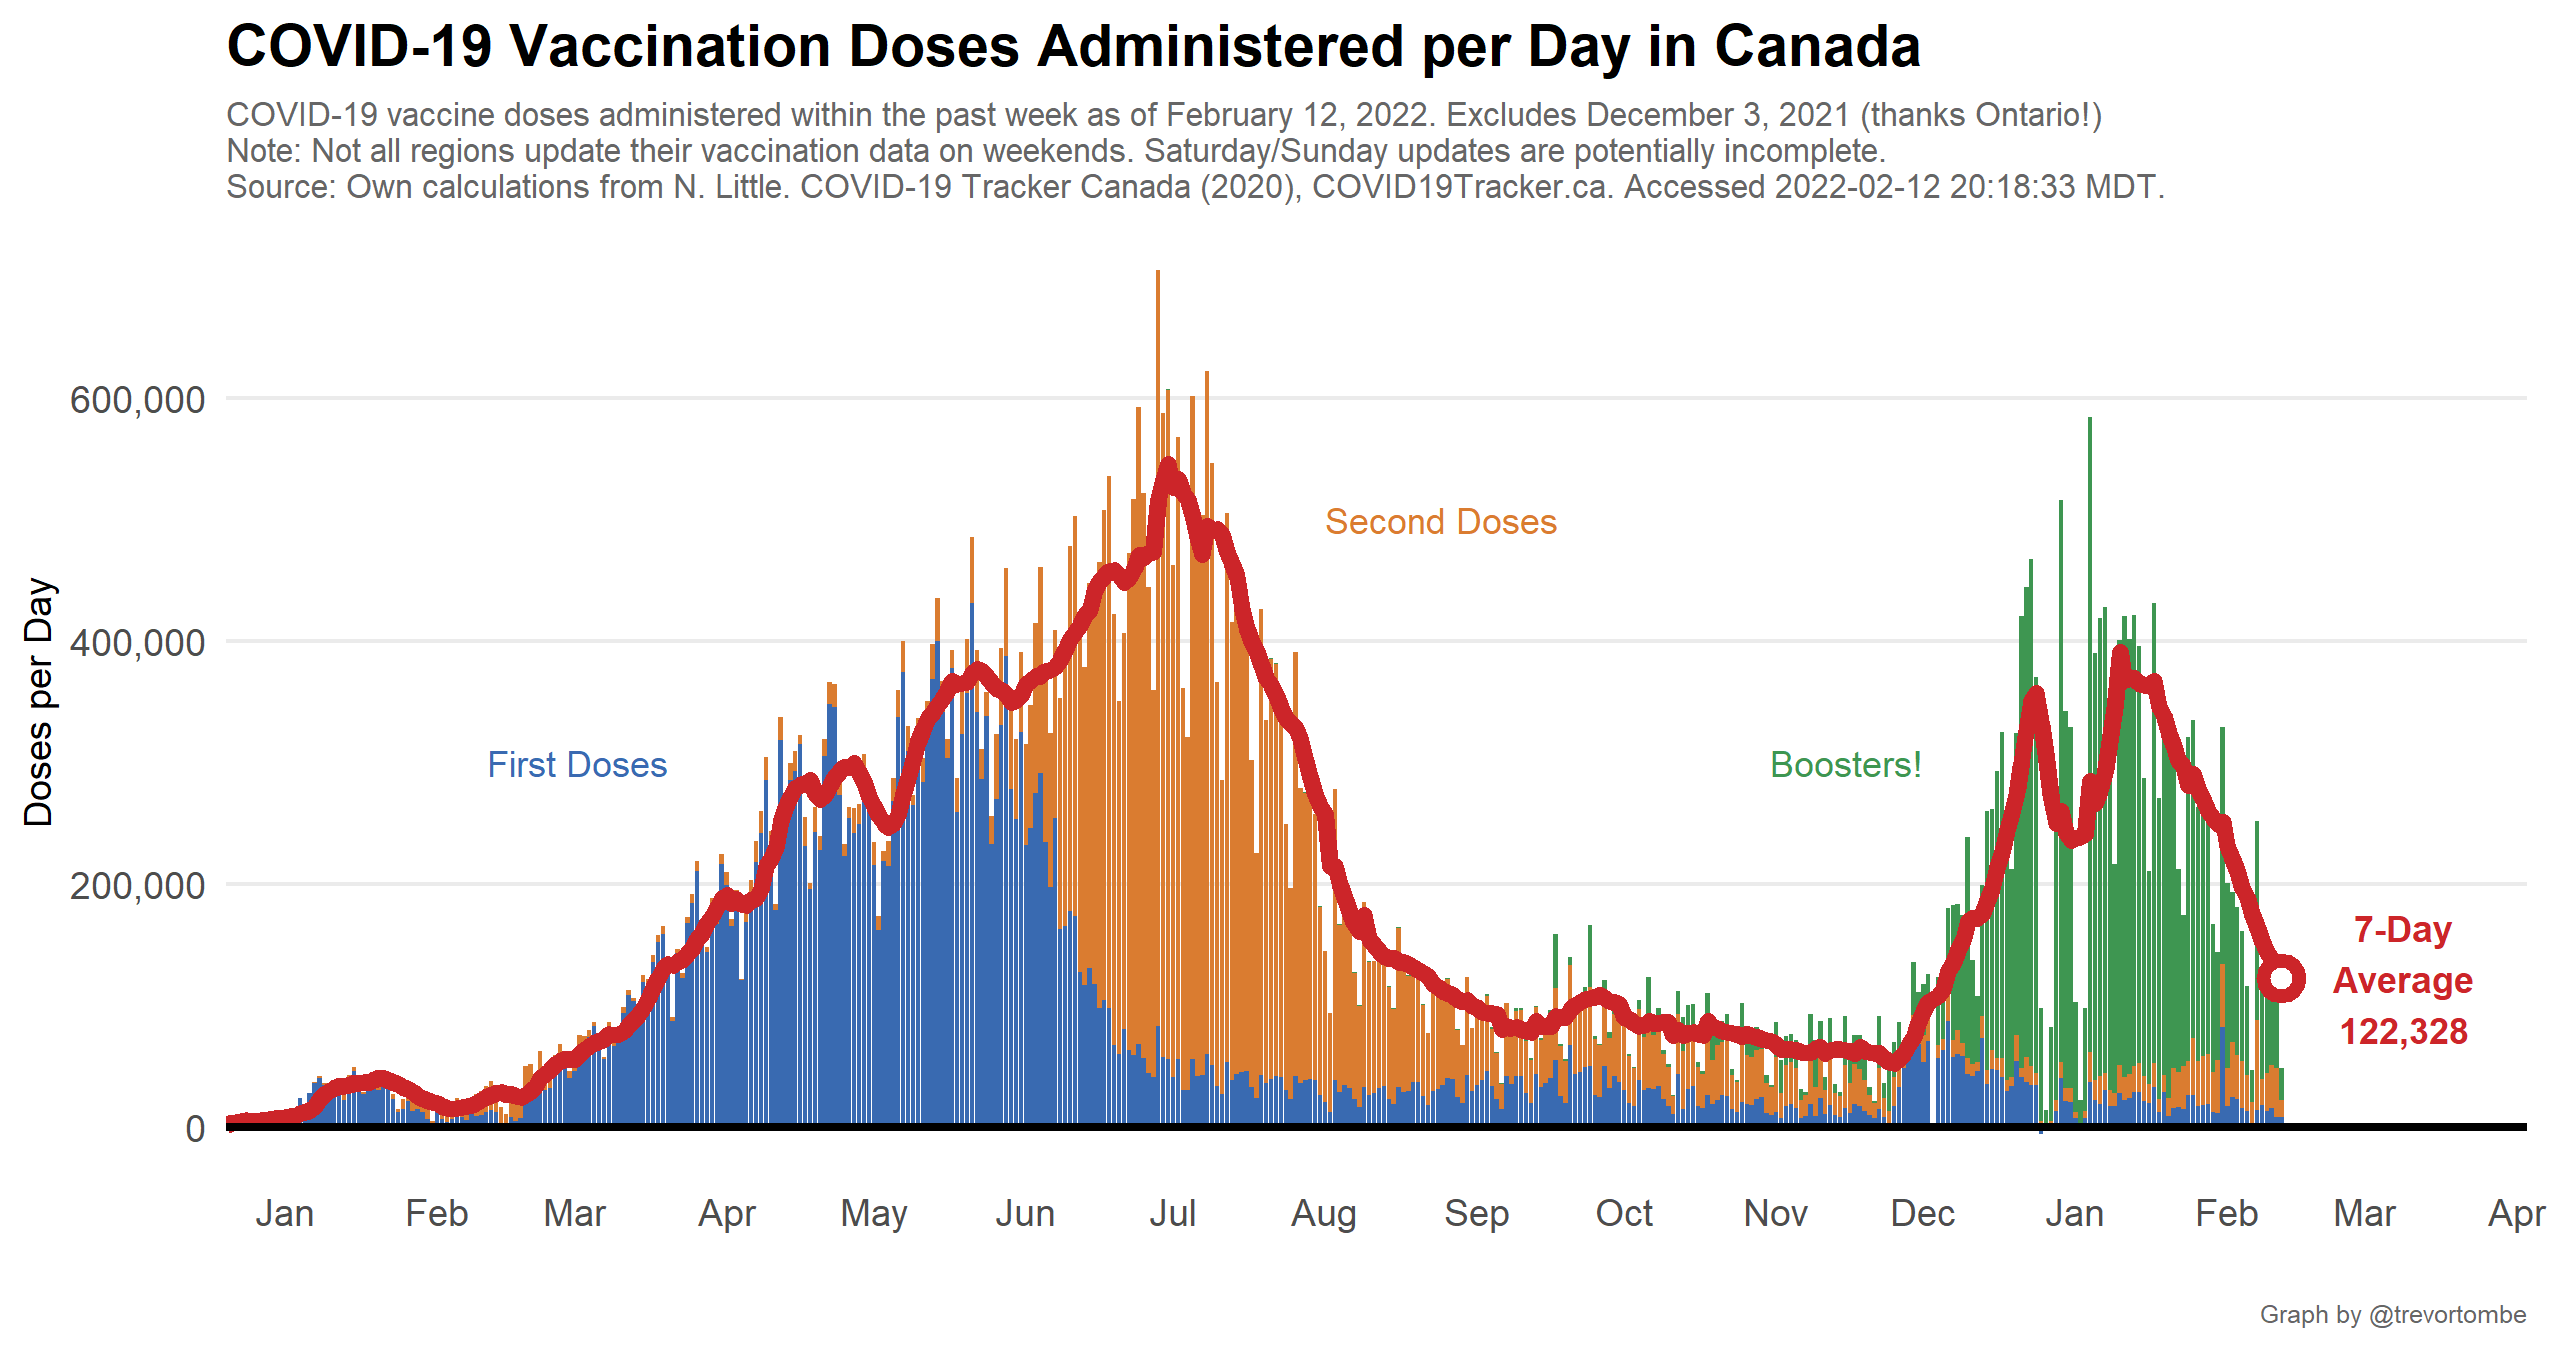 COVID-19 Vaccination Doses Administered per Day in Canada
COVID-19 vaccine doses administered within the past week as of February 12, 2022. Excludes December 3, 2021 (thanks Ontario!)
Note: Not all regions update their vaccination data on weekends. Saturday/Sunday updates are potentially incomplete.
Source: Own calculations from N. Little. COVID-19 Tracker Canada (2020), COVID19Tracker.ca. Accessed 2022-02-12 20:18:33 MDT.
Doses per Day
600,000
400,000
200,000
0
First Doses
Second Doses
Boosters!
7-Day
Average
122,328
Jan Feb Mar Apr May Jun Jul Aug Sep Oct Nov Dec Jan Feb Mar Apr
Graph by @trevortombe